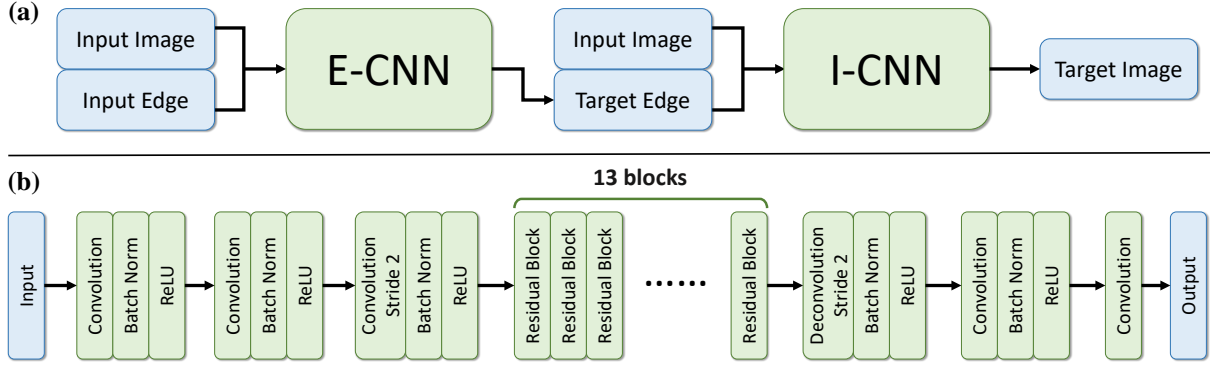 (a)
Input Image
Input Edge
E-CNN
Input Image
Target Edge
I-CNN
Target Image
(b)
13 blocks
Input
Convolution
Batch Norm
ReLU
Convolution
Batch Norm
ReLU
Convolution
Stride 2
Batch Norm
ReLU
Residual Block
Residual Block
Residual Block
......
Residual Block
Deconvolution
Stride 2
Batch Norm
ReLU
Convolution
Batch Norm
ReLU
Convolution
Output